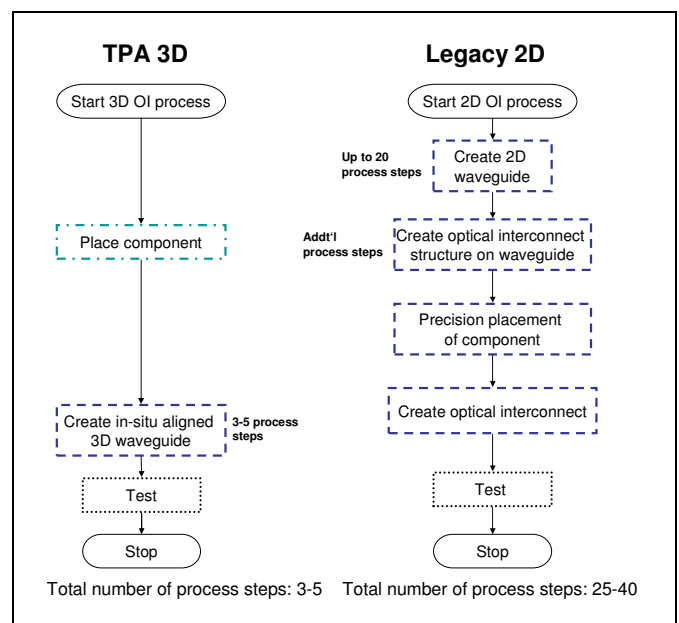 TPA 3D
Start 3D OI process
Place component
Create in-situ aligned
3D waveguide
3-5 process
steps
Test
Stop
Total number of process steps: 3-5
Legacy 2D
Start 2D OI process
Up to 20
process steps
Create 2D
waveguide
Addt'l
process steps
Create optical interconnect
structure on waveguide
Precision placement
of component
Create optical interconnect
Test
Stop
Total number of process steps: 25-40